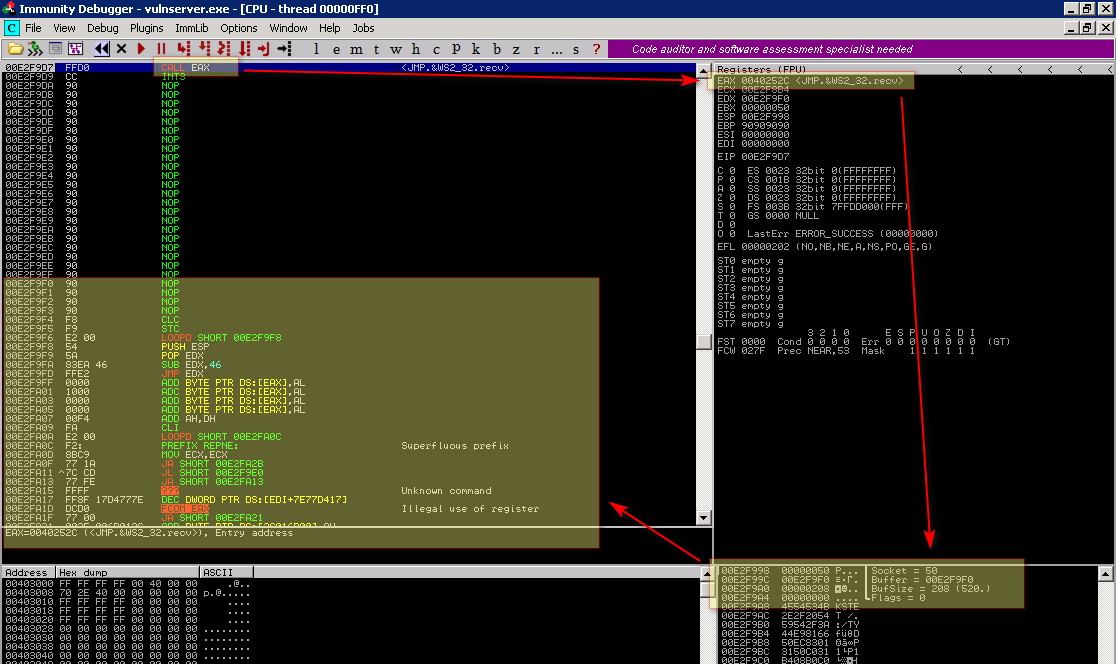 Immunity Debugger - vulnserver.exe - [CPU - thread 00000FF0]
File View Debug Plugins ImmLib Options Window Help Jobs
l e m t w h c p k b z r ... s ?
Code auditor and software assessment specialist needed
00E2F9D7 FFD0 CALL EAX <JMP.&WS2_32.recv>
00E2F9D9 CC INT3
00E2F9DA 90 NOP
00E2F9DB 90 NOP
00E2F9DC 90 NOP
00E2F9DD 90 NOP
00E2F9DE 90 NOP
00E2F9DF 90 NOP
00E2F9E0 90 NOP
00E2F9E1 90 NOP
00E2F9E2 90 NOP
00E2F9E3 90 NOP
00E2F9E4 90 NOP
00E2F9E5 90 NOP
00E2F9E6 90 NOP
00E2F9E7 90 NOP
00E2F9E8 90 NOP
00E2F9E9 90 NOP
00E2F9EA 90 NOP
00E2F9EB 90 NOP
00E2F9EC 90 NOP
00E2F9ED 90 NOP
00E2F9EE 90 NOP
00E2F9EF 90 NOP
00E2F9F0 90 NOP
00E2F9F1 90 NOP
00E2F9F2 90 NOP
00E2F9F3 90 NOP
00E2F9F4 F8 CLC
00E2F9F5 F9 STC
00E2F9F6 E2 00 LOOPD SHORT 00E2F9F8
00E2F9F8 54 PUSH ESP
00E2F9F9 5A POP EDX
00E2F9FA 83EA 46 SUB EDX,46
00E2F9FD FFE2 JMP EDX
00E2F9FF 0000 ADD BYTE PTR DS:[EAX],AL
00E2FA01 1000 ADC BYTE PTR DS:[EAX],AL
00E2FA03 0000 ADD BYTE PTR DS:[EAX],AL
00E2FA05 0000 ADD BYTE PTR DS:[EAX],AL
00E2FA07 00F4 ADD AH,DH
00E2FA09 FA CLI
00E2FA0A E2 00 LOOPD SHORT 00E2FA0C
00E2FA0C F2: PREFIX REPNE: Superfluous prefix
00E2FA0D 8BC9 MOV ECX,ECX
00E2FA0F 77 1A JA SHORT 00E2FA2B
00E2FA11 ^7C CD JL SHORT 00E2F9E0
00E2FA13 77 FE JA SHORT 00E2FA13
00E2FA15 FFFF ??? Unknown command
00E2FA17 FF8F 17D4777E DEC DWORD PTR DS:[EDI+7E77D417]
00E2FA1D DCD0 FCOM EAX Illegal use of register
00E2FA1F 77 00 JA SHORT 00E2FA21
EAX=0040252C (<JMP.&WS2_32.recv>), Entry address
Registers (FPU) < < < < < <
EAX 0040252C <JMP.&WS2_32.recv>
ECX 00E2F8B4
EDX 00E2F9F0
EBX 00000050
ESP 00E2F998
EBP 90909090
ESI 00000000
EDI 00000000
EIP 00E2F9D7
C 0 ES 0023 32bit 0(FFFFFFFF)
P 0 CS 001B 32bit 0(FFFFFFFF)
A 0 SS 0023 32bit 0(FFFFFFFF)
Z 0 DS 0023 32bit 0(FFFFFFFF)
S 0 FS 003B 32bit 7FFDD000(FFF)
T 0 GS 0000 NULL
D 0
O 0 LastErr ERROR_SUCCESS (00000000)
EFL 00000202 (NO,NB,NE,A,NS,PO,GE,G)
ST0 empty g
ST1 empty g
ST2 empty g
ST3 empty g
ST4 empty g
ST5 empty g
ST6 empty g
ST7 empty g
3 2 1 0 E S P U O Z D I
FST 0000 Cond 0 0 0 0 Err 0 0 0 0 0 0 0 0 (GT)
FCW 027F Prec NEAR,53 Mask 1 1 1 1 1 1
Address Hex dump ASCII
00403000 FF FF FF FF 00 40 00 00 .@..
00403008 70 2E 40 00 00 00 00 00 p.@.....
00403010 FF FF FF FF 00 00 00 00 ....
00403018 FF FF FF FF 00 00 00 00 ....
00403020 FF FF FF FF 00 00 00 00 ....
00403028 00 00 00 00 00 00 00 00 ........
00403030 00 00 00 00 00 00 00 00 ........
00403038 00 00 00 00 00 00 00 00 ........
00403040 00 00 00 00 00 00 00 00 ........
00E2F998 00000050 P... Socket = 50
00E2F99C 00E2F9F0 Buffer = 00E2F9F0
00E2F9A0 00000208 BufSize = 208 (520.)
00E2F9A4 00000000 .... Flags = 0
00E2F9A8 4554534B KSTE
00E2F9AC 2E2F2054 T /.
00E2F9B0 59542F3A :/TY
00E2F9B4 44E98166
00E2F9B8 50EC8301
00E2F9BC 3150C031
00E2F9C0 B408B0C0